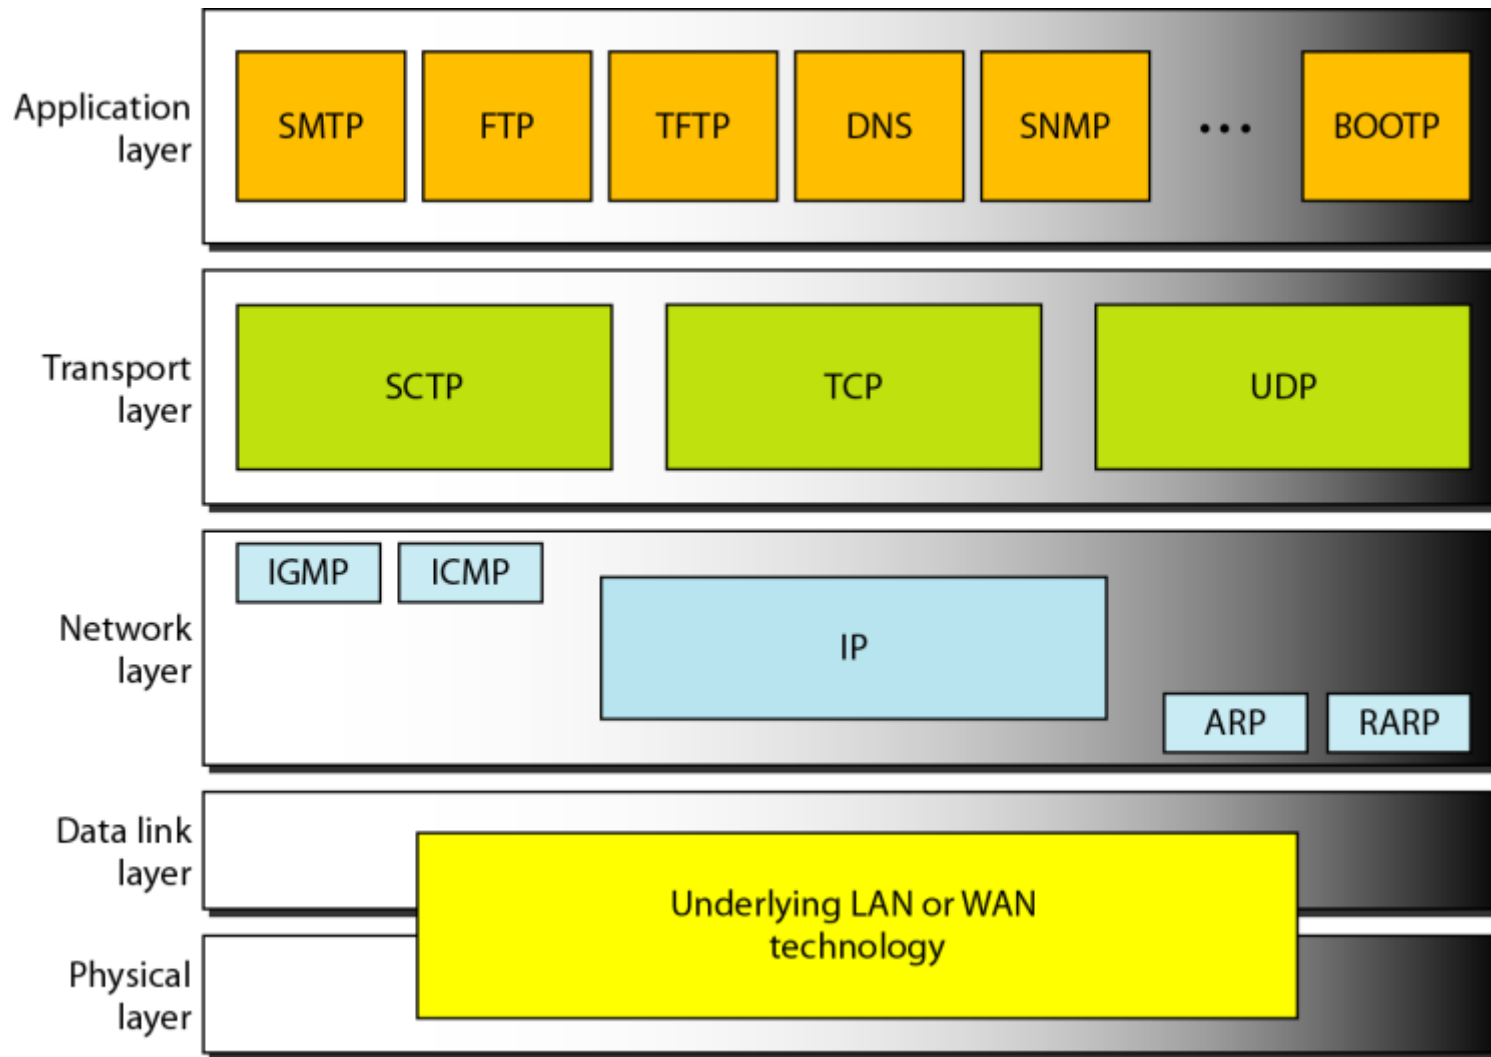 Application
layer
SMTP
FTP
TFTP
DNS
SNMP
...
BOOTP
Transport
layer
SCTP
TCP
UDP
Network
layer
IGMP
ICMP
IP
ARP
RARP
Data link
layer
Underlying LAN or WAN
technology
Physical
layer